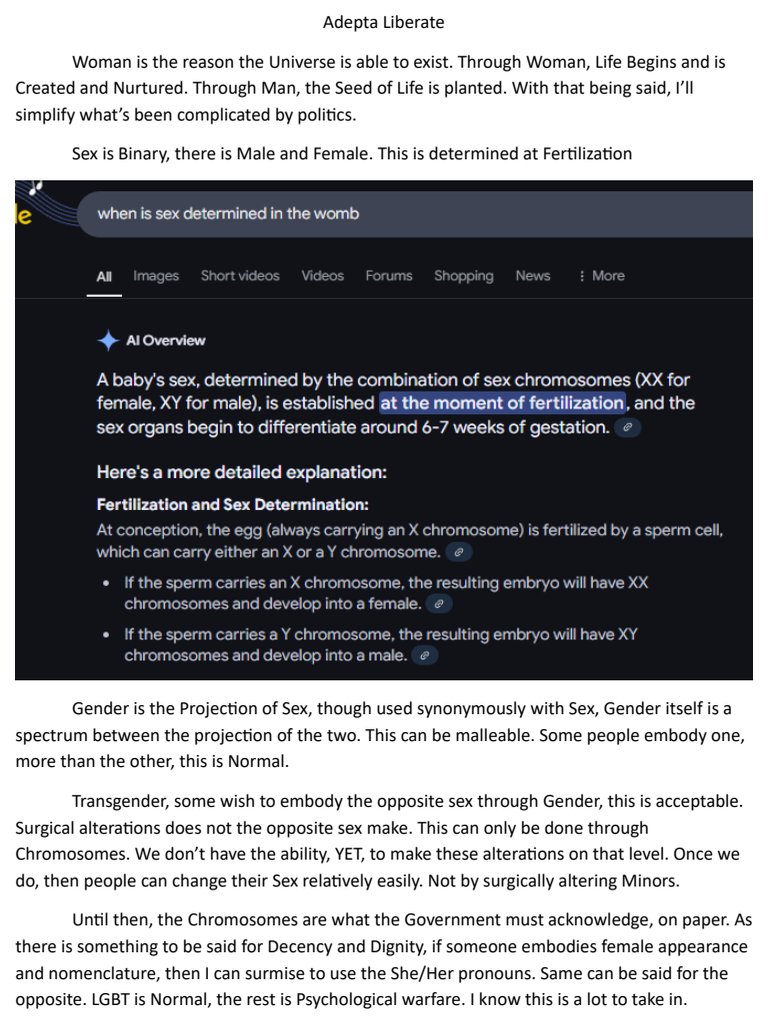 Adepta Liberate
Woman is the reason the Universe is able to exist. Through Woman, Life Begins and is
Created and Nurtured. Through Man, the Seed of Life is planted. With that being said, I’ll
simplify what’s been complicated by politics.
Sex is Binary, there is Male and Female. This is determined at Fertilization
le
when is sex determined in the womb
All Images Short videos Videos Forums Shopping News More
AI Overview
A baby's sex, determined by the combination of sex chromosomes (XX for
female, XY for male), is established at the moment of fertilization, and the
sex organs begin to differentiate around 6-7 weeks of gestation.
Here's a more detailed explanation:
Fertilization and Sex Determination:
At conception, the egg (always carrying an X chromosome) is fertilized by a sperm cell,
which can carry either an X or a Y chromosome.
• If the sperm carries an X chromosome, the resulting embryo will have XX
chromosomes and develop into a female.
• If the sperm carries a Y chromosome, the resulting embryo will have XY
chromosomes and develop into a male.
Gender is the Projection of Sex, though used synonymously with Sex, Gender itself is a
spectrum between the projection of the two. This can be malleable. Some people embody one,
more than the other, this is Normal.
Transgender, some wish to embody the opposite sex through Gender, this is acceptable.
Surgical alterations does not the opposite sex make. This can only be done through
Chromosomes. We don’t have the ability, YET, to make these alterations on that level. Once we
do, then people can change their Sex relatively easily. Not by surgically altering Minors.
Until then, the Chromosomes are what the Government must acknowledge, on paper. As
there is something to be said for Decency and Dignity, if someone embodies female appearance
and nomenclature, then I can surmise to use the She/Her pronouns. Same can be said for the
opposite. LGBT is Normal, the rest is Psychological warfare. I know this is a lot to take in.